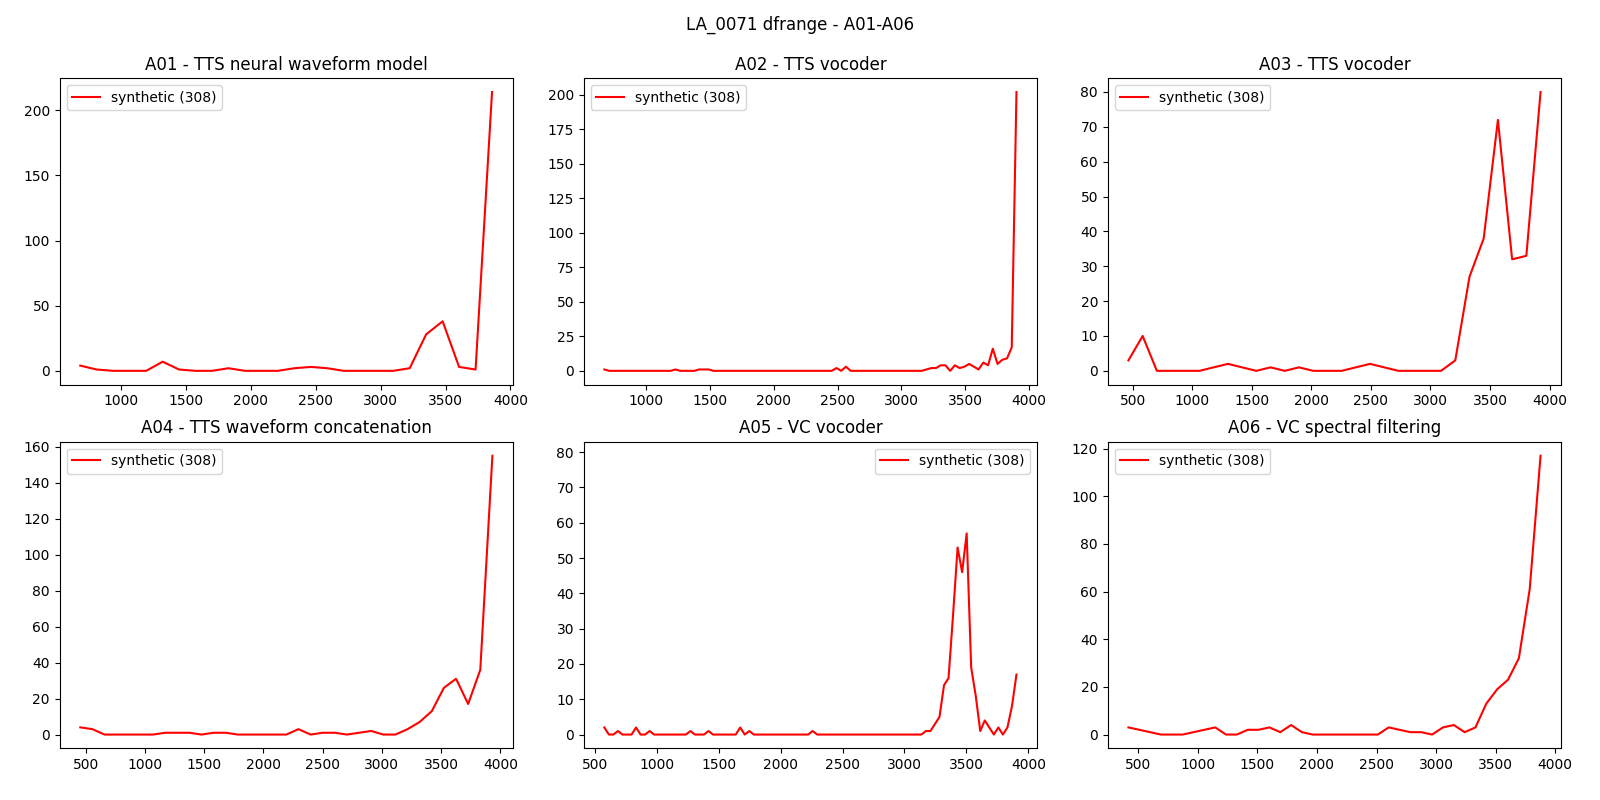 LA_0071 dfrange - A01-A06
A01 - TTS neural waveform model
synthetic (308)
200
150
100
50
0
1000 1500 2000 2500 3000 3500 4000
A02 - TTS vocoder
synthetic (308)
200
175
150
125
100
75
50
25
0
1000 1500 2000 2500 3000 3500 4000
A03 - TTS vocoder
synthetic (308)
80
70
60
50
40
30
20
10
0
500 1000 1500 2000 2500 3000 3500 4000
A04 - TTS waveform concatenation
synthetic (308)
160
140
120
100
80
60
40
20
0
500 1000 1500 2000 2500 3000 3500 4000
A05 - VC vocoder
synthetic (308)
80
70
60
50
40
30
20
10
0
500 1000 1500 2000 2500 3000 3500 4000
A06 - VC spectral filtering
synthetic (308)
120
100
80
60
40
20
0
500 1000 1500 2000 2500 3000 3500 4000